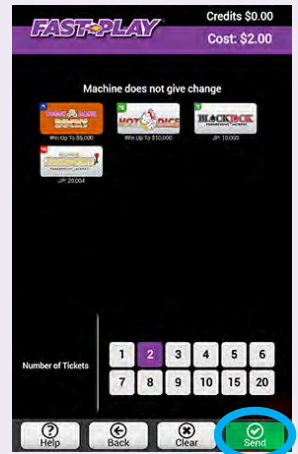 Credits $0.00
FAST PLAY
Cost: $2.00
Machine does not give change
BUCKS
HOT DICE
BLACKJACK
Win Up To $5,000
Win Up To $10,000
JP: 10,000
JP: 20,004
Number of Tickets
1 2 3 4 5 6
7 8 9 10 15 20
Help
Back
Clear
Send